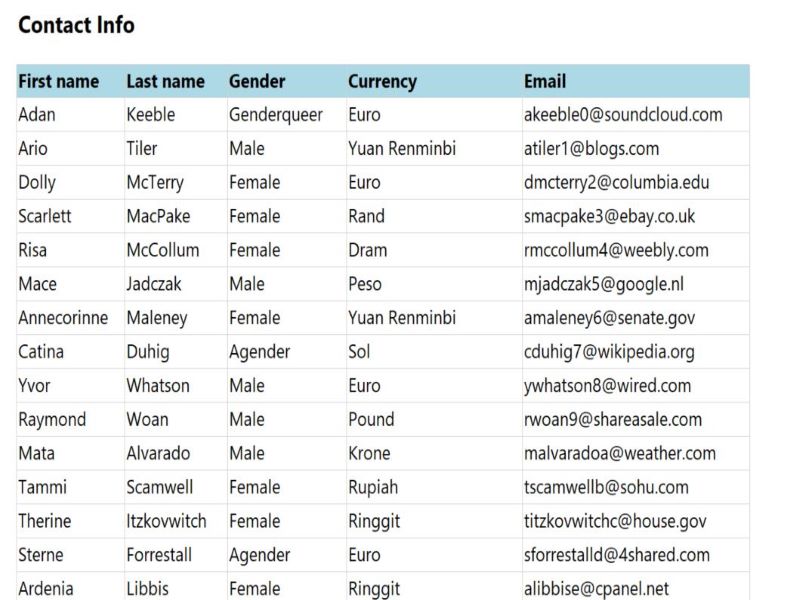 Contact Info
First name Last name Gender Currency Email
Adan Keeble Genderqueer Euro akeeble0@soundcloud.com
Ario Tiler Male Yuan Renminbi atiler1@blogs.com
Dolly McTerry Female Euro dmcterry2@columbia.edu
Scarlett MacPake Female Rand smacpake3@ebay.co.uk
Risa McCollum Female Dram rmccollum4@weebly.com
Mace Jadczak Male Peso mjadczak5@google.nl
Annecorinne Maleney Female Yuan Renminbi amaleney6@senate.gov
Catina Duhig Agender Sol cduhig7@wikipedia.org
Yvor Whatson Male Euro ywhatson8@wired.com
Raymond Woan Male Pound rwoan9@shareasale.com
Mata Alvarado Male Krone malvaradoa@weather.com
Tammi Scamwell Female Rupiah tscamwellb@sohu.com
Therine Itzkovwitch Female Ringgit titzkovwitchc@house.gov
Sterne Forrestall Agender Euro sforrestalld@4shared.com
Ardenia Libbis Female Ringgit alibbise@cpanel.net